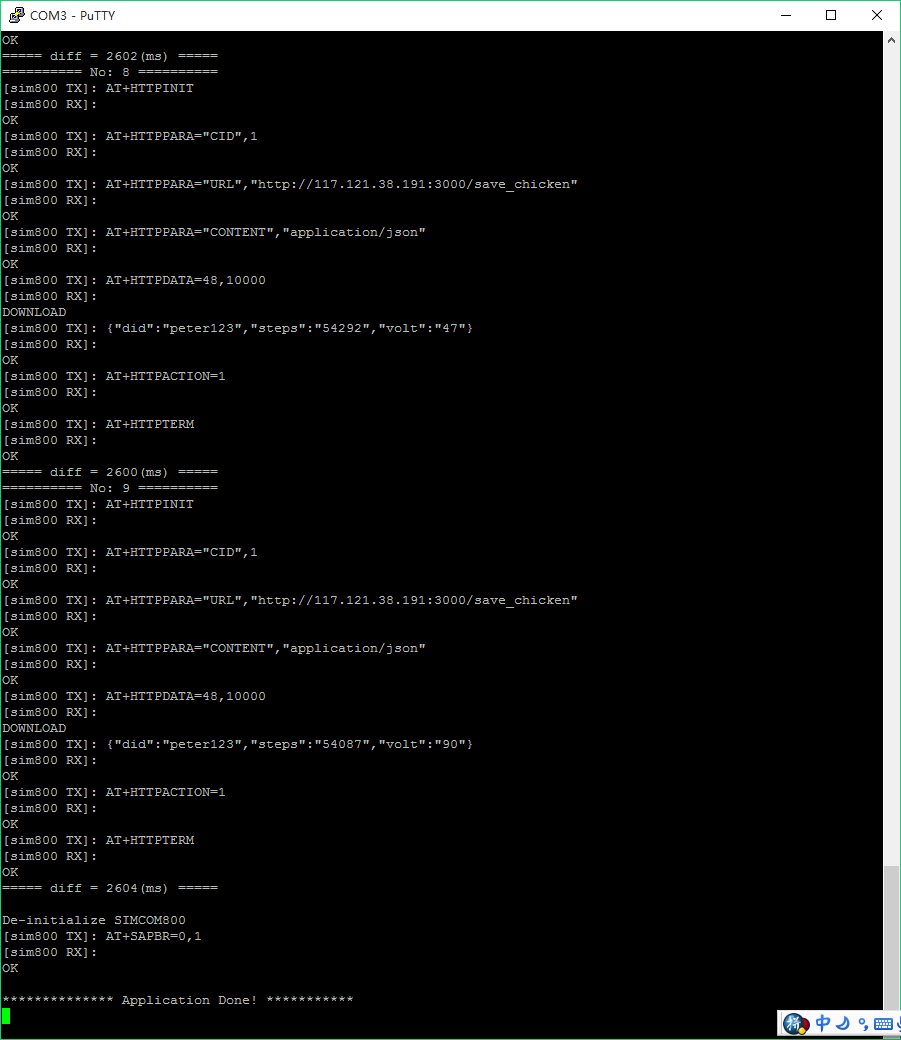 COM3 - PuTTY
OK
===== diff = 2602(ms) =====
========== No: 8 ==========
[sim800 TX]: AT+HTTPINIT
[sim800 RX]:
OK
[sim800 TX]: AT+HTTPPARA="CID",1
[sim800 RX]:
OK
[sim800 TX]: AT+HTTPPARA="URL","http://117.121.38.191:3000/save_chicken"
[sim800 RX]:
OK
[sim800 TX]: AT+HTTPPARA="CONTENT","application/json"
[sim800 RX]:
OK
[sim800 TX]: AT+HTTPDATA=48,10000
[sim800 RX]:
DOWNLOAD
[sim800 TX]: {"did":"peter123","steps":"54292","volt":"47"}
[sim800 RX]:
OK
[sim800 TX]: AT+HTTPACTION=1
[sim800 RX]:
OK
[sim800 TX]: AT+HTTPTERM
[sim800 RX]:
OK
===== diff = 2600(ms) =====
========== No: 9 ==========
[sim800 TX]: AT+HTTPINIT
[sim800 RX]:
OK
[sim800 TX]: AT+HTTPPARA="CID",1
[sim800 RX]:
OK
[sim800 TX]: AT+HTTPPARA="URL","http://117.121.38.191:3000/save_chicken"
[sim800 RX]:
OK
[sim800 TX]: AT+HTTPPARA="CONTENT","application/json"
[sim800 RX]:
OK
[sim800 TX]: AT+HTTPDATA=48,10000
[sim800 RX]:
DOWNLOAD
[sim800 TX]: {"did":"peter123","steps":"54087","volt":"90"}
[sim800 RX]:
OK
[sim800 TX]: AT+HTTPACTION=1
[sim800 RX]:
OK
[sim800 TX]: AT+HTTPTERM
[sim800 RX]:
OK
===== diff = 2604(ms) =====
De-initialize SIMCOM800
[sim800 TX]: AT+SAPBR=0,1
[sim800 RX]:
OK
************** Application Done! ***********
拼 中 °,